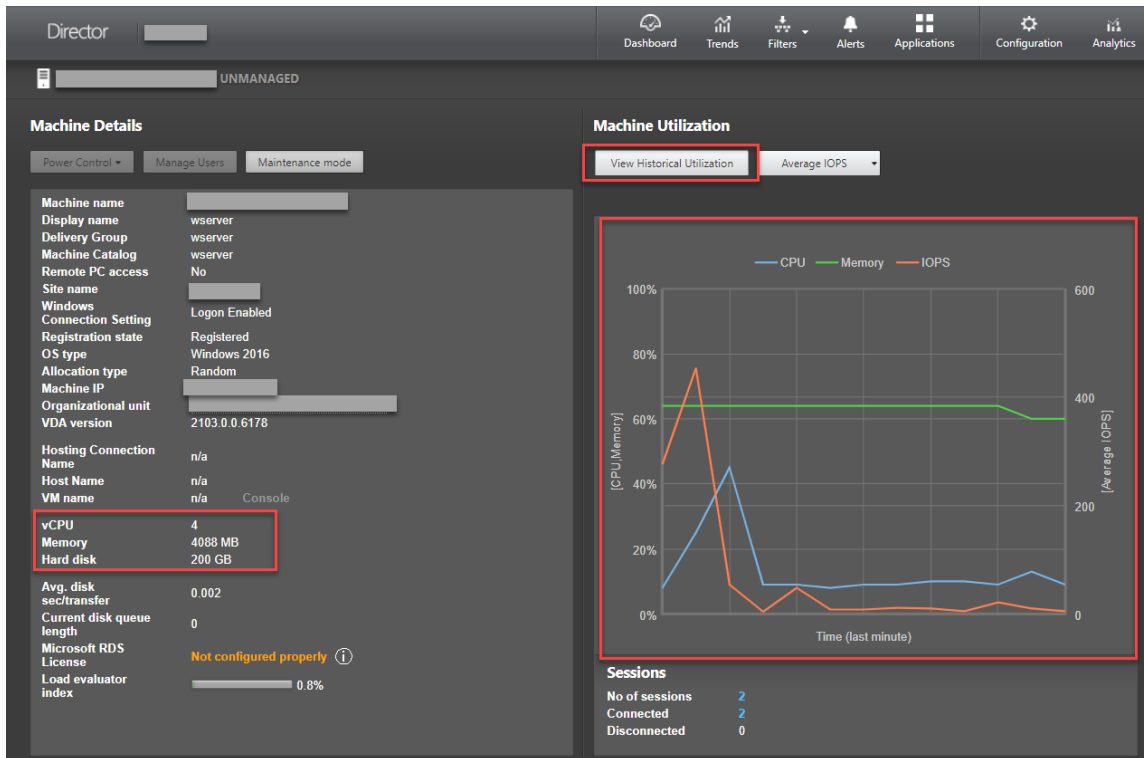 Director
Dashboard Trends Filters Alerts Applications Configuration Analytics
UNMANAGED
Machine Details
Power Control Manage Users Maintenance mode
Machine name
Display name wserver
Delivery Group wserver
Machine Catalog wserver
Remote PC access No
Site name
Windows
Connection Setting Logon Enabled
Registration state Registered
OS type Windows 2016
Allocation type Random
Machine IP
Organizational unit
VDA version 2103.0.0.6178
Hosting Connection
Name n/a
Host Name n/a
VM name n/a Console
vCPU 4
Memory 4088 MB
Hard disk 200 GB
Avg. disk
sec/transfer 0.002
Current disk queue
length 0
Microsoft RDS
License Not configured properly i
Load evaluator
index 0.8%
Machine Utilization
View Historical Utilization Average IOPS
CPU Memory IOPS
100% 600
80%
400
60%
40%
200
20%
0% 0
[CPU,Memory]
[Average IOPS]
Time (last minute)
Sessions
No of sessions 2
Connected 2
Disconnected 0